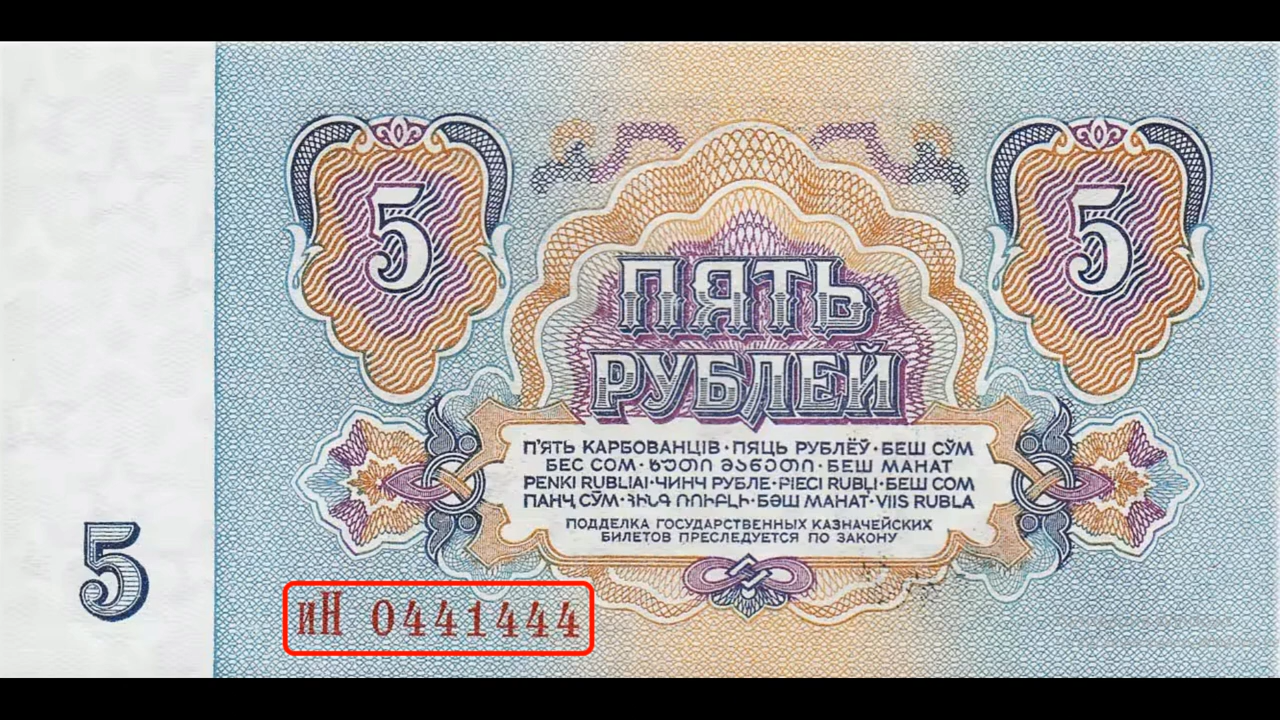 5
5
ПЯТЬ
РУБЛЕЙ
П'ЯТЬ КАРБОВАНЦІВ · ПЯЦЬ РУБЛЁЎ · БЕШ СЎМ
БЕС СОМ · ხუთი მანეთი · БЕШ МАНАТ
PENKI RUBLIAI · ЧИНЧ РУБЛЕ · PIECI RUBĻI · БЕШ СОМ
ПАНҶ СӮМ · ՀԻՆԳ ՌՈՒԲԼԻ · БӘШ МАНАТ · VIIS RUBLA
ПОДДЕЛКА ГОСУДАРСТВЕННЫХ КАЗНАЧЕЙСКИХ
БИЛЕТОВ ПРЕСЛЕДУЕТСЯ ПО ЗАКОНУ
5
иН 0441444